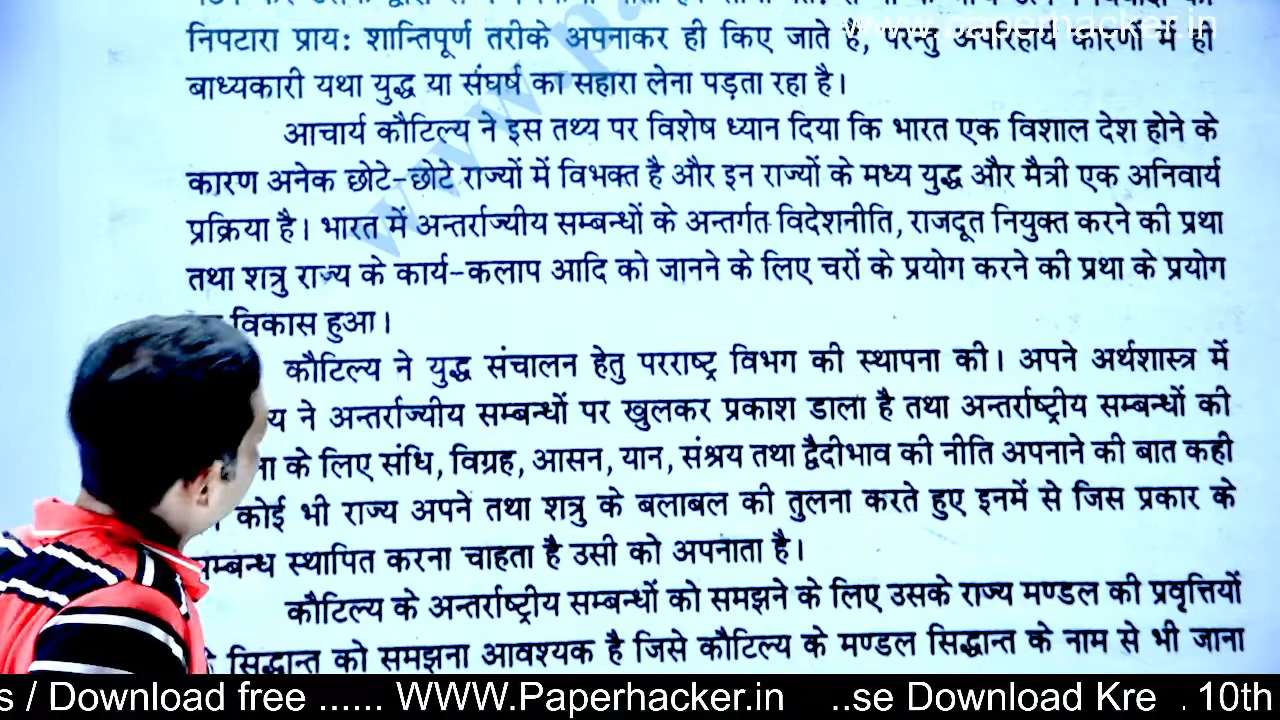 www.paperhacker.in
निपटारा प्राय: शान्तिपूर्ण तरीके अपनाकर ही किए जाते हैं, परन्तु अपरिहार्य कारणों में ही
बाध्यकारी यथा युद्ध या संघर्ष का सहारा लेना पड़ता रहा है।
आचार्य कौटिल्य ने इस तथ्य पर विशेष ध्यान दिया कि भारत एक विशाल देश होने के
कारण अनेक छोटे-छोटे राज्यों में विभक्त है और इन राज्यों के मध्य युद्ध और मैत्री एक अनिवार्य
प्रक्रिया है। भारत में अन्तर्राज्यीय सम्बन्धों के अन्तर्गत विदेशनीति, राजदूत नियुक्त करने की प्रथा
तथा शत्रु राज्य के कार्य-कलाप आदि को जानने के लिए चरों के प्रयोग करने की प्रथा के प्रयोग
विकास हुआ।
कौटिल्य ने युद्ध संचालन हेतु परराष्ट्र विभग की स्थापना की। अपने अर्थशास्त्र में
ने अन्तर्राज्यीय सम्बन्धों पर खुलकर प्रकाश डाला है तथा अन्तर्राष्ट्रीय सम्बन्धों की
के लिए संधि, विग्रह, आसन, यान, संश्रय तथा द्वैदीभाव की नीति अपनाने की बात कही
कोई भी राज्य अपने तथा शत्रु के बलाबल की तुलना करते हुए इनमें से जिस प्रकार के
स्थापित करना चाहता है उसी को अपनाता है।
कौटिल्य के अन्तर्राष्ट्रीय सम्बन्धों को समझने के लिए उसके राज्य मण्डल की प्रवृत्तियों
सिद्धान्त को समझना आवश्यक है जिसे कौटिल्य के मण्डल सिद्धान्त के नाम से भी जाना
s / Download free ...... WWW.Paperhacker.in ..se Download Kre . 10th